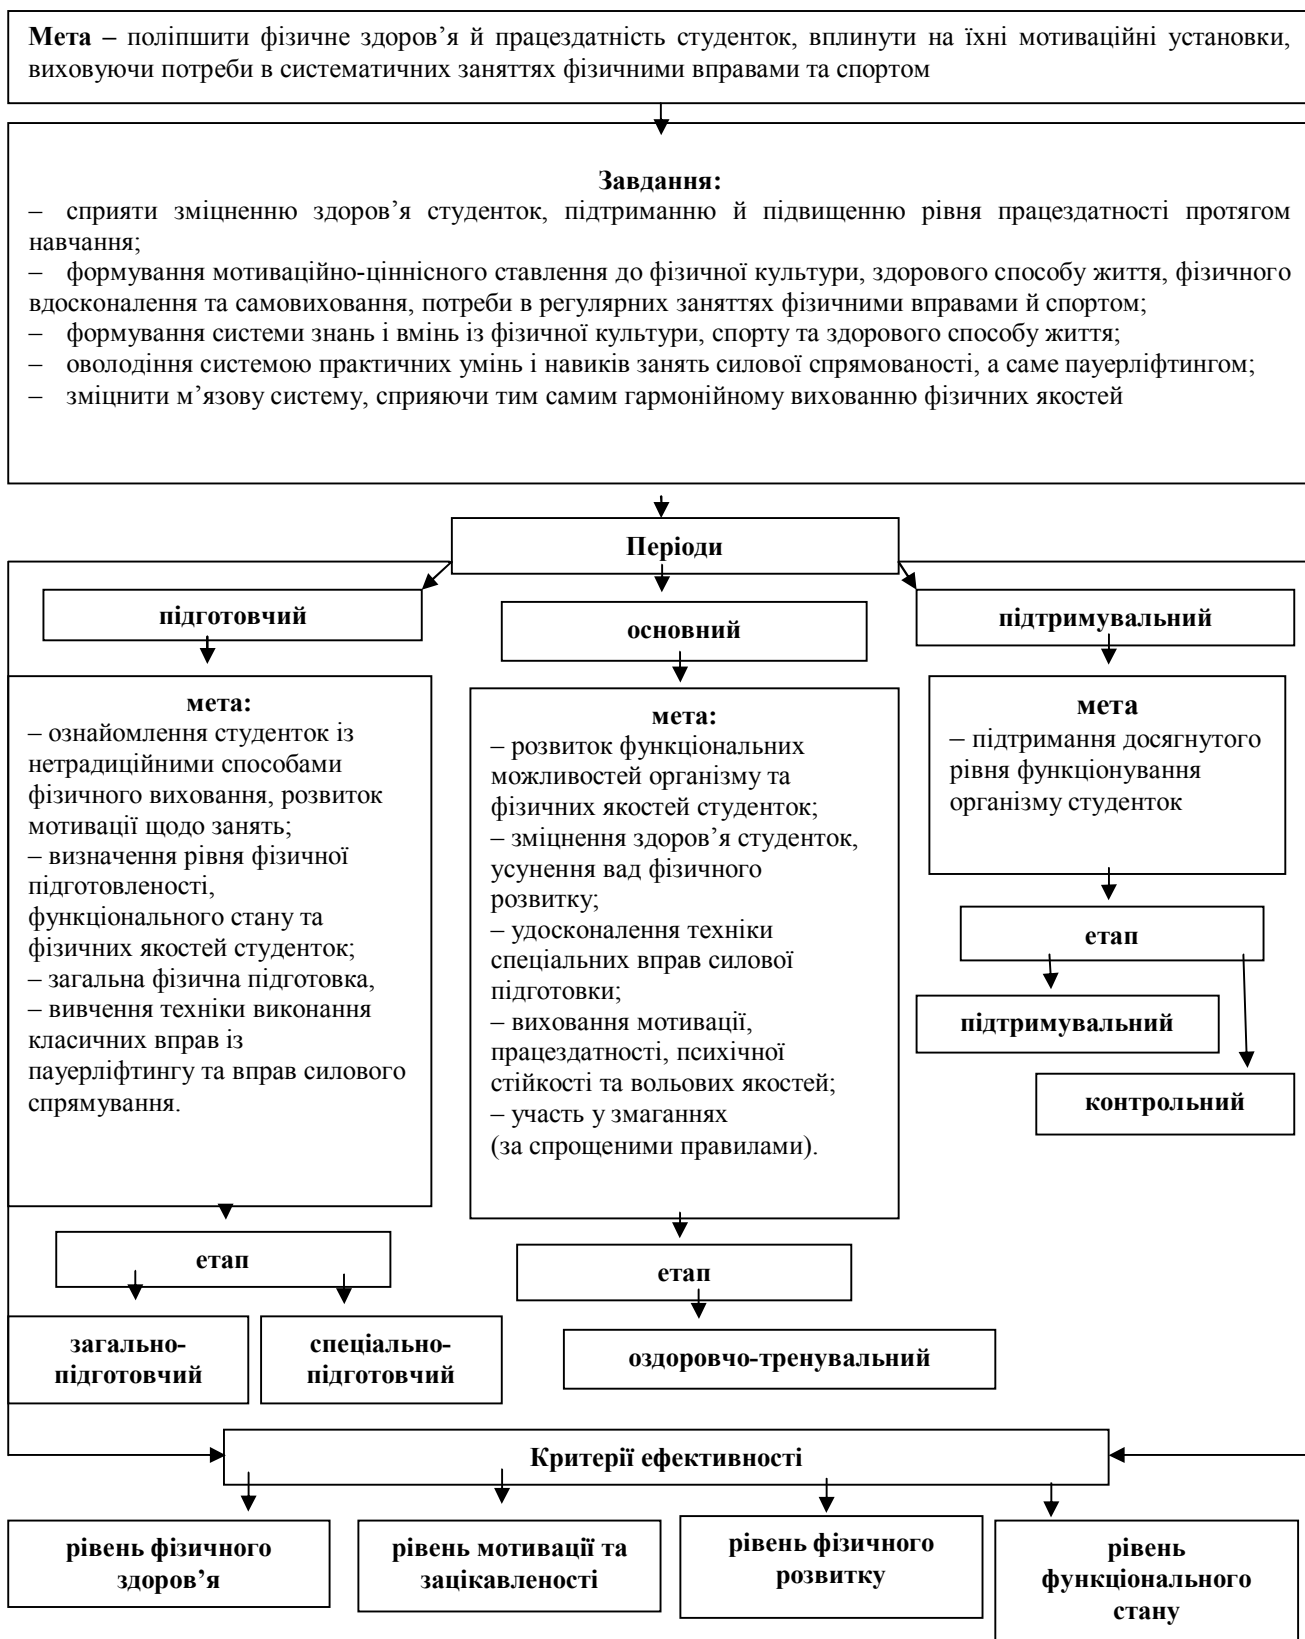 Мета – поліпшити фізичне здоров’я й працездатність студенток, вплинути на їхні мотиваційні установки,
виховуючи потреби в систематичних заняттях фізичними вправами та спортом
Завдання:
– сприяти зміцненню здоров’я студенток, підтриманню й підвищенню рівня працездатності протягом
навчання;
– формування мотиваційно-ціннісного ставлення до фізичної культури, здорового способу життя, фізичного
вдосконалення та самовиховання, потреби в регулярних заняттях фізичними вправами й спортом;
– формування системи знань і вмінь із фізичної культури, спорту та здорового способу життя;
– оволодіння системою практичних умінь і навиків занять силової спрямованості, а саме пауерліфтингом;
– зміцнити м’язову систему, сприяючи тим самим гармонійному вихованню фізичних якостей
Періоди
підготовчий
мета:
– ознайомлення студенток із
нетрадиційними способами
фізичного виховання, розвиток
мотивації щодо занять;
– визначення рівня фізичної
підготовленості,
функціонального стану та
фізичних якостей студенток;
– загальна фізична підготовка,
– вивчення техніки виконання
класичних вправ із
пауерліфтингу та вправ силового
спрямування.
етап
загально-
підготовчий
спеціально-
підготовчий
основний
мета:
– розвиток функціональних
можливостей організму та
фізичних якостей студенток;
– зміцнення здоров’я студенток,
усунення вад фізичного
розвитку;
– удосконалення техніки
спеціальних вправ силової
підготовки;
– виховання мотивації,
працездатності, психічної
стійкості та вольових якостей;
– участь у змаганнях
(за спрощеними правилами).
етап
оздоровчо-тренувальний
підтримувальний
мета
– підтримання досягнутого
рівня функціонування
організму студенток
етап
підтримувальний
контрольний
Критерії ефективності
рівень фізичного
здоров’я
рівень мотивації та
зацікавленості
рівень фізичного
розвитку
рівень
функціонального
стану